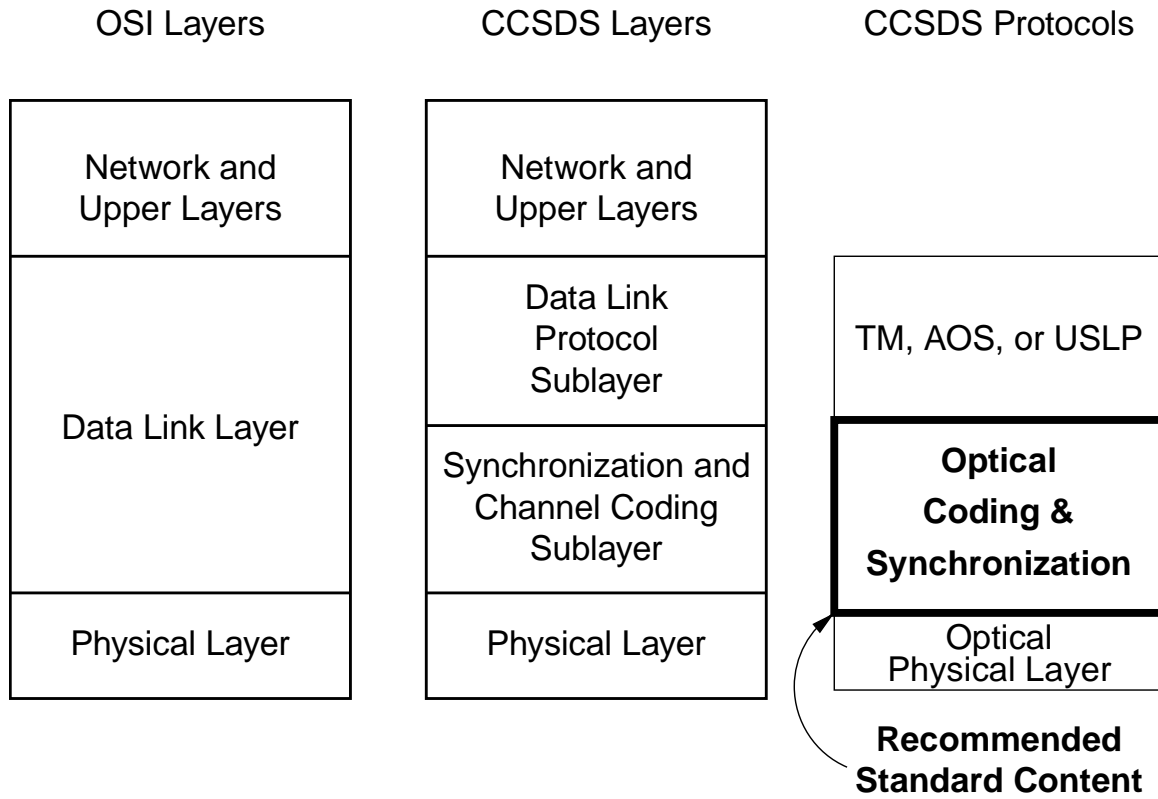 OSI Layers
CCSDS Layers
CCSDS Protocols
Network and
Upper Layers
Data Link Layer
Physical Layer
Network and
Upper Layers
Data Link
Protocol
Sublayer
Synchronization and
Channel Coding
Sublayer
Physical Layer
TM, AOS, or USLP
Optical
Coding &
Synchronization
Optical
Physical Layer
Recommended
Standard Content